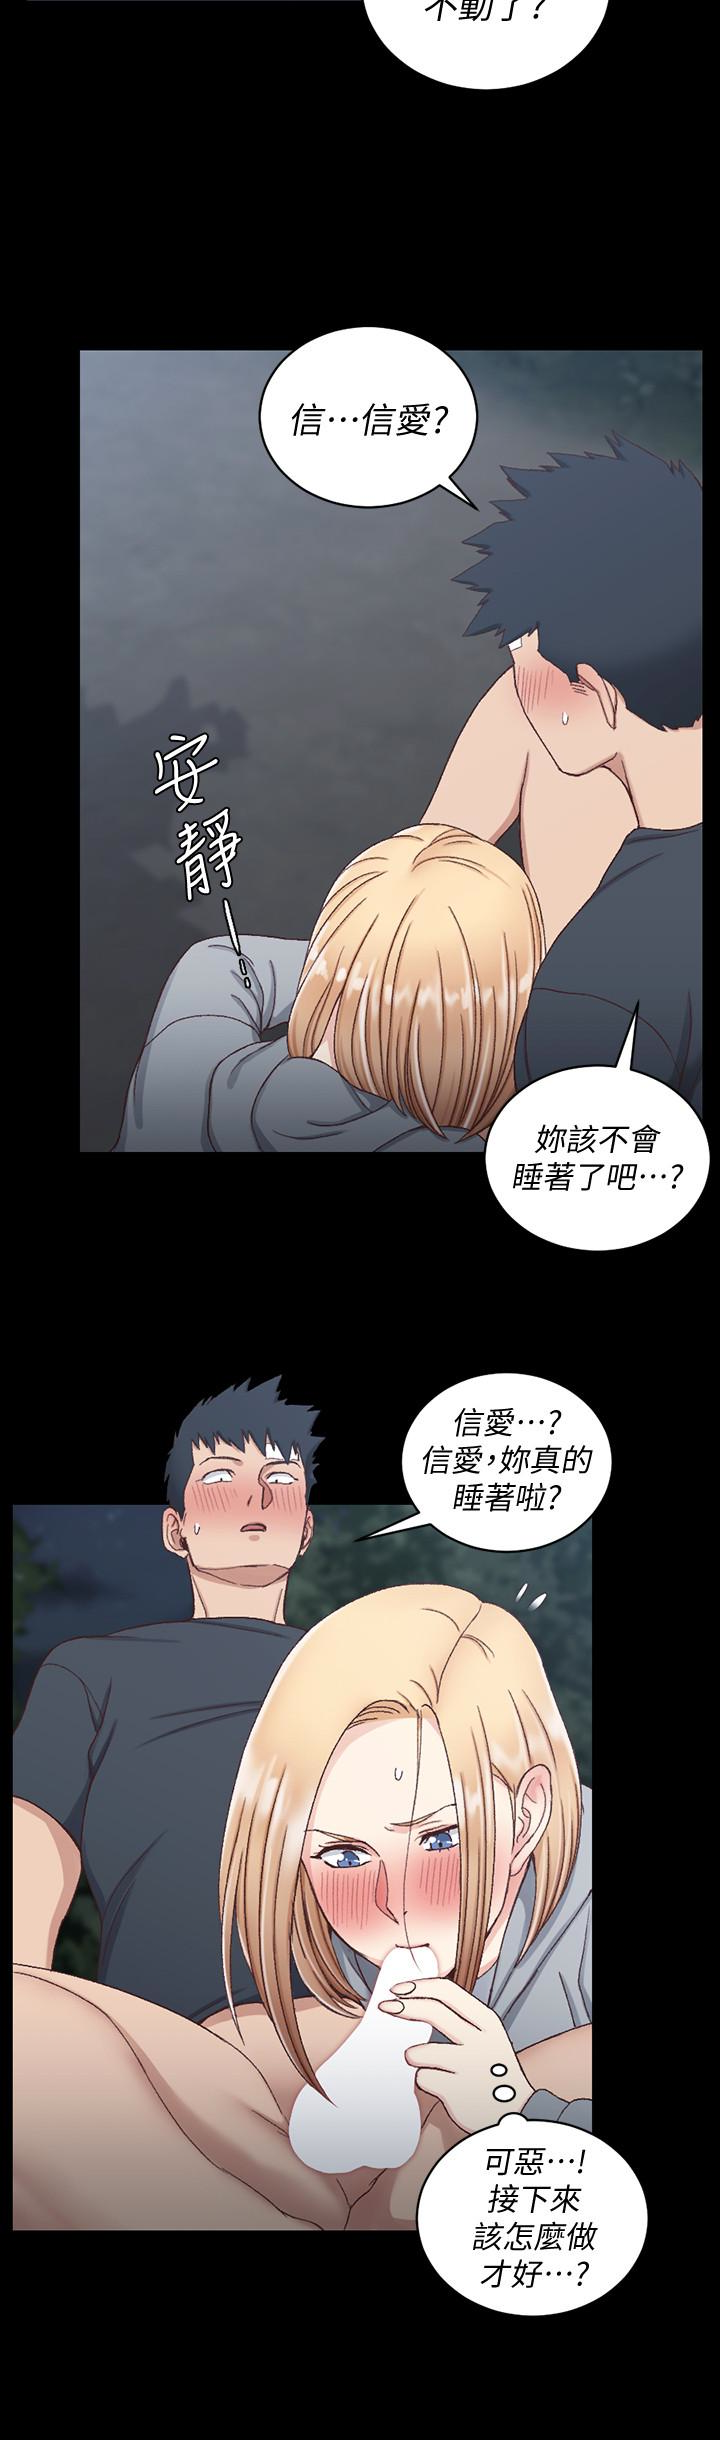 不動了?
信⋯信愛?
安靜─⋯
妳該不會
睡著了吧⋯?
信愛⋯?
信愛,妳真的
睡著啦?
可惡⋯!
接下來
該怎麼做
才好⋯?